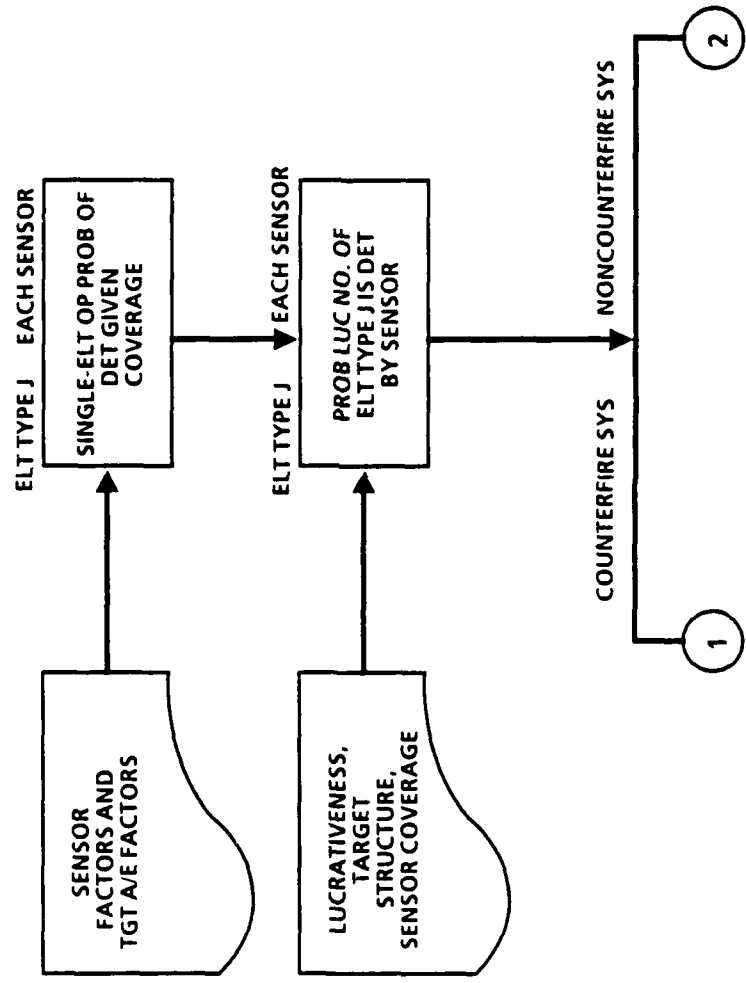 ELT TYPE J EACH SENSOR
SENSOR
FACTORS AND
TGT A/E FACTORS
SINGLE-ELT OP PROB OF
DET GIVEN
COVERAGE
ELT TYPE J EACH SENSOR
LUCRATIVENESS,
TARGET
STRUCTURE,
SENSOR COVERAGE
PROB LUC NO. OF
ELT TYPE J IS DET
BY SENSOR
COUNTERFIRE SYS
NONCOUNTERFIRE SYS
1
2